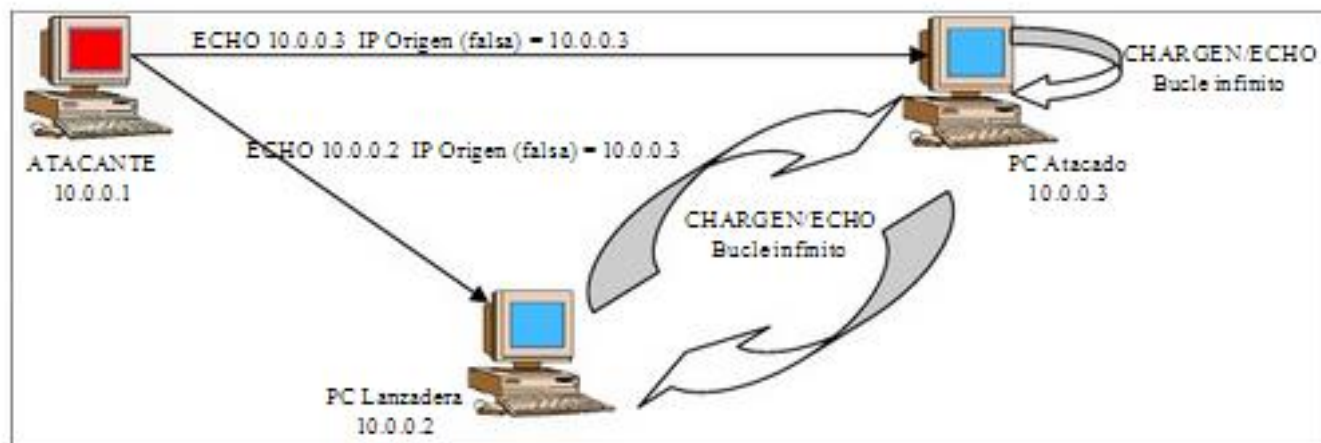 ECHO 10.0.0.3 IP Origen (falsa) = 10.0.0.3
CHARGEN/ECHO
Bucle infinito
ECHO 10.0.0.2 IP Origen (falsa) = 10.0.0.3
ATACANTE
10.0.0.1
PC Atacado
10.0.0.3
CHARGEN/ECHO
Bucle infinito
PC Lanzadera
10.0.0.2